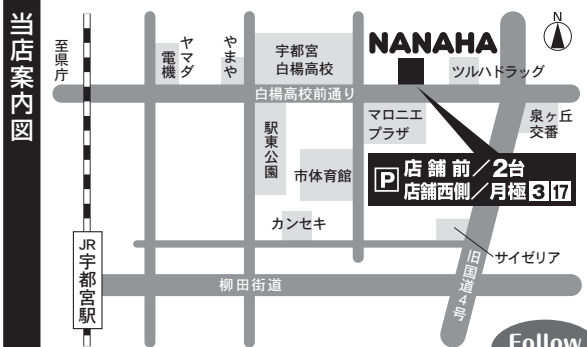 当店案内図
至県庁
ヤマダ
電機
やまや
宇都宮
白楊高校
NANAHA
ツルハドラッグ
N
白楊高校前通り
駅東公園
マロニエ
プラザ
泉ヶ丘
交番
市体育館
P 店舗前／2台
店舗西側／月極 3 17
カンセキ
サイゼリア
JR宇都宮駅
柳田街道
旧国道4号
Follow